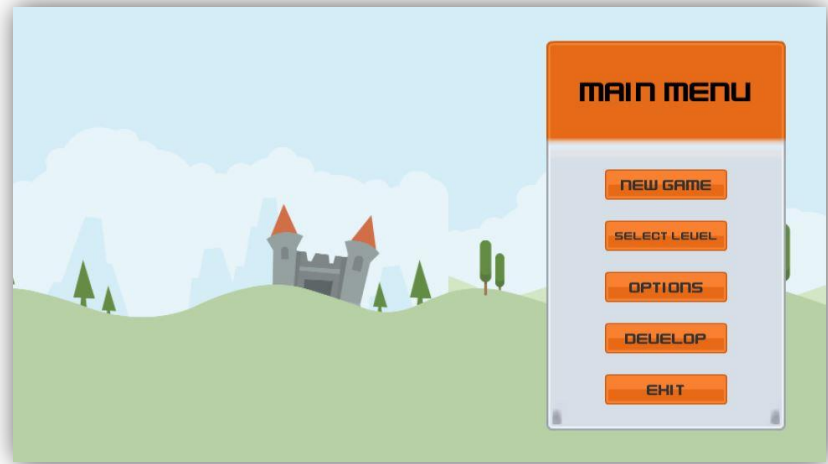 MAIN MENU
NEW GAME
SELECT LEVEL
OPTIONS
DEVELOP
EXIT